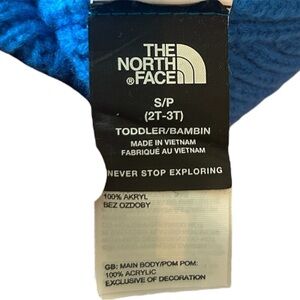 THE
NORTH
FACE
S/P
(2T-3T)
TODDLER/BAMBIN
MADE IN VIETNAM
FABRIQUÉ AU VIETNAM
NEVER STOP EXPLORING
100% AKRYL
BEZ OZDOBY
GB: MAIN BODY/POM POM:
100% ACRYLIC
EXCLUSIVE OF DECORATION